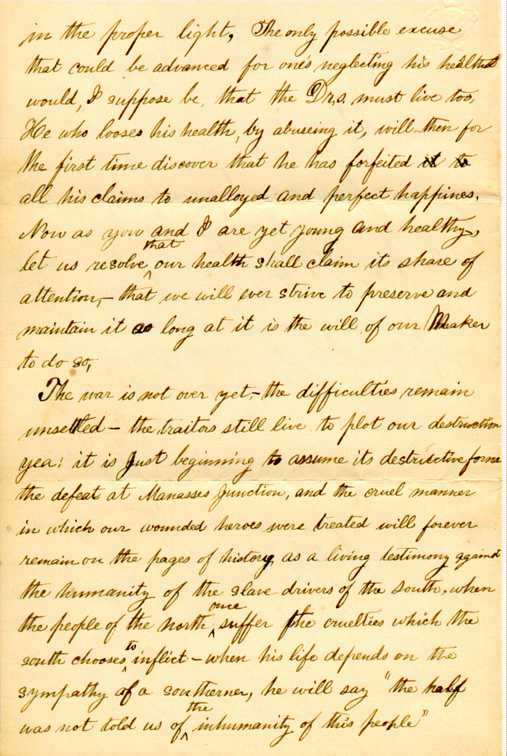 in the proper light, The only possible excuse
that could be advanced for one's neglecting his health
would, I suppose be, that the Drs. must live too,
He who looses his health, by abuseing it, will then for
the first time discover that he has forfeited
all his claims to unalloyed and perfect happines.
Now as you and I are yet young and healthy,
let us resolve that our health shall claim its share of
attention,– that we will ever strive to preserve and
maintain it as long at it is the will of our Maker
to do so,
The war is not over yet,– the difficulties remain
unsettled – the traitors still live to plot our destruction
yea! it is just beginning to assume its destructive form
the defeat at Manasses Junction, and the cruel manner
in which our wounded heroes were treated will forever
remain on the pages of history, as a living testimony against
the humanity of the slave drivers of the south, when
the people of the north once suffer the cruelties which the
south chooses to inflict – when his life depends on the
sympathy of a southerner, he will say "the half
was not told us of the inhumanity of this people"